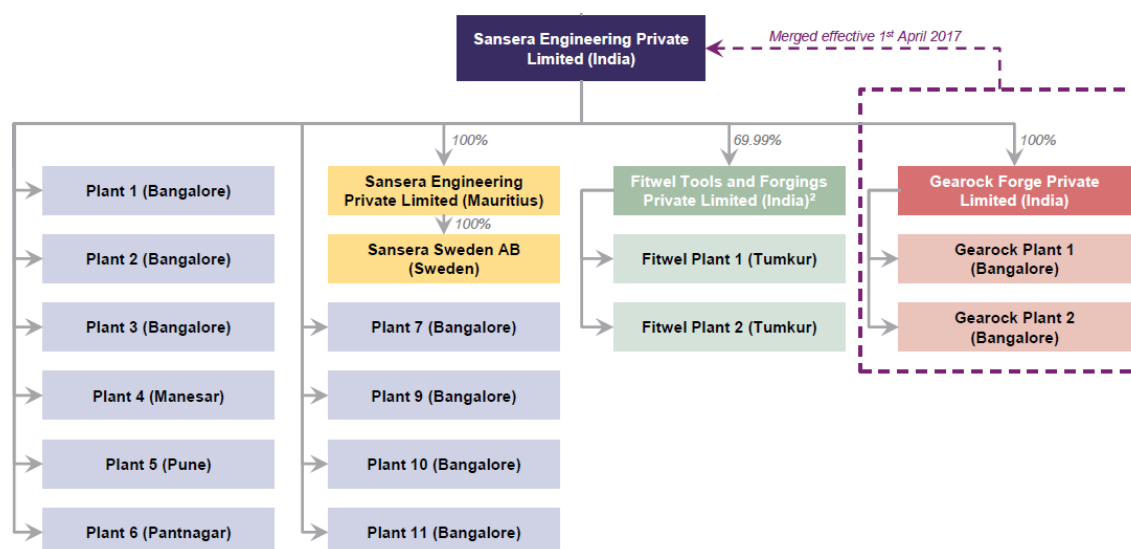 Sansera Engineering Private
Limited (India)
Merged effective 1st April 2017
100%
69.99%
100%
Plant 1 (Bangalore)
Sansera Engineering
Private Limited (Mauritius)
Fitwel Tools and Forgings
Private Limited (India)2
Gearock Forge Private
Limited (India)
100%
Plant 2 (Bangalore)
Sansera Sweden AB
(Sweden)
Fitwel Plant 1 (Tumkur)
Gearock Plant 1
(Bangalore)
Plant 3 (Bangalore)
Plant 7 (Bangalore)
Fitwel Plant 2 (Tumkur)
Gearock Plant 2
(Bangalore)
Plant 4 (Manesar)
Plant 9 (Bangalore)
Plant 5 (Pune)
Plant 10 (Bangalore)
Plant 6 (Pantnagar)
Plant 11 (Bangalore)